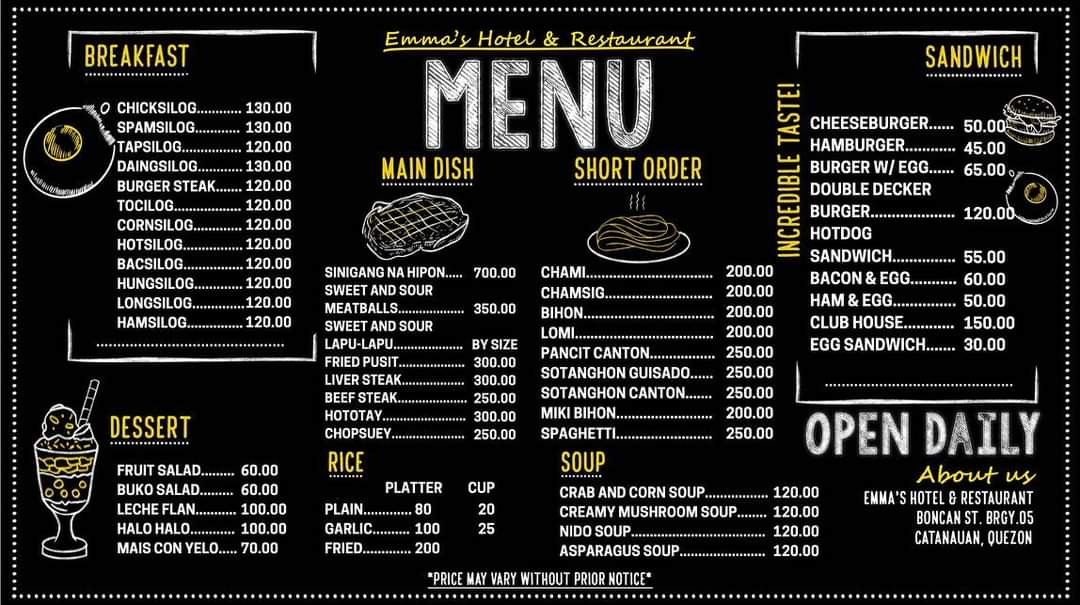 Emma's Hotel & Restaurant
MENU
BREAKFAST
CHICKSILOG........... 130.00
SPAMSILOG............ 130.00
TAPSILOG.............. 120.00
DAINGSILOG........... 130.00
BURGER STEAK....... 120.00
TOCILOG................ 120.00
CORNSILOG............ 120.00
HOTSILOG.............. 120.00
BACSILOG.............. 120.00
HUNGSILOG............ 120.00
LONGSILOG............ 120.00
HAMSILOG.............. 120.00
DESSERT
FRUIT SALAD......... 60.00
BUKO SALAD......... 60.00
LECHE FLAN........... 100.00
HALO HALO............ 100.00
MAIS CON YELO..... 70.00
MAIN DISH
SINIGANG NA HIPON..... 700.00
SWEET AND SOUR
MEATBALLS................... 350.00
SWEET AND SOUR
LAPU-LAPU.................... BY SIZE
FRIED PUSIT.................. 300.00
LIVER STEAK.................. 300.00
BEEF STEAK................... 250.00
HOTOTAY....................... 300.00
CHOPSUEY..................... 250.00
RICE
PLATTER CUP
PLAIN............ 80 20
GARLIC......... 100 25
FRIED............ 200
SHORT ORDER
CHAMI............................... 200.00
CHAMSIG............................ 200.00
BIHON................................ 200.00
LOMI.................................. 200.00
PANCIT CANTON................ 250.00
SOTANGHON GUISADO...... 250.00
SOTANGHON CANTON....... 250.00
MIKI BIHON........................ 200.00
SPAGHETTI........................ 250.00
SOUP
CRAB AND CORN SOUP................ 120.00
CREAMY MUSHROOM SOUP........ 120.00
NIDO SOUP.................................. 120.00
ASPARAGUS SOUP...................... 120.00
INCREDIBLE TASTE!
SANDWICH
CHEESEBURGER...... 50.00
HAMBURGER.......... 45.00
BURGER W/ EGG...... 65.00
DOUBLE DECKER
BURGER.................... 120.00
HOTDOG
SANDWICH............... 55.00
BACON & EGG.......... 60.00
HAM & EGG.............. 50.00
CLUB HOUSE............ 150.00
EGG SANDWICH....... 30.00
OPEN DAILY
About us
EMMA'S HOTEL & RESTAURANT
BONCAN ST. BRGY.05
CATANAUAN, QUEZON
*PRICE MAY VARY WITHOUT PRIOR NOTICE*